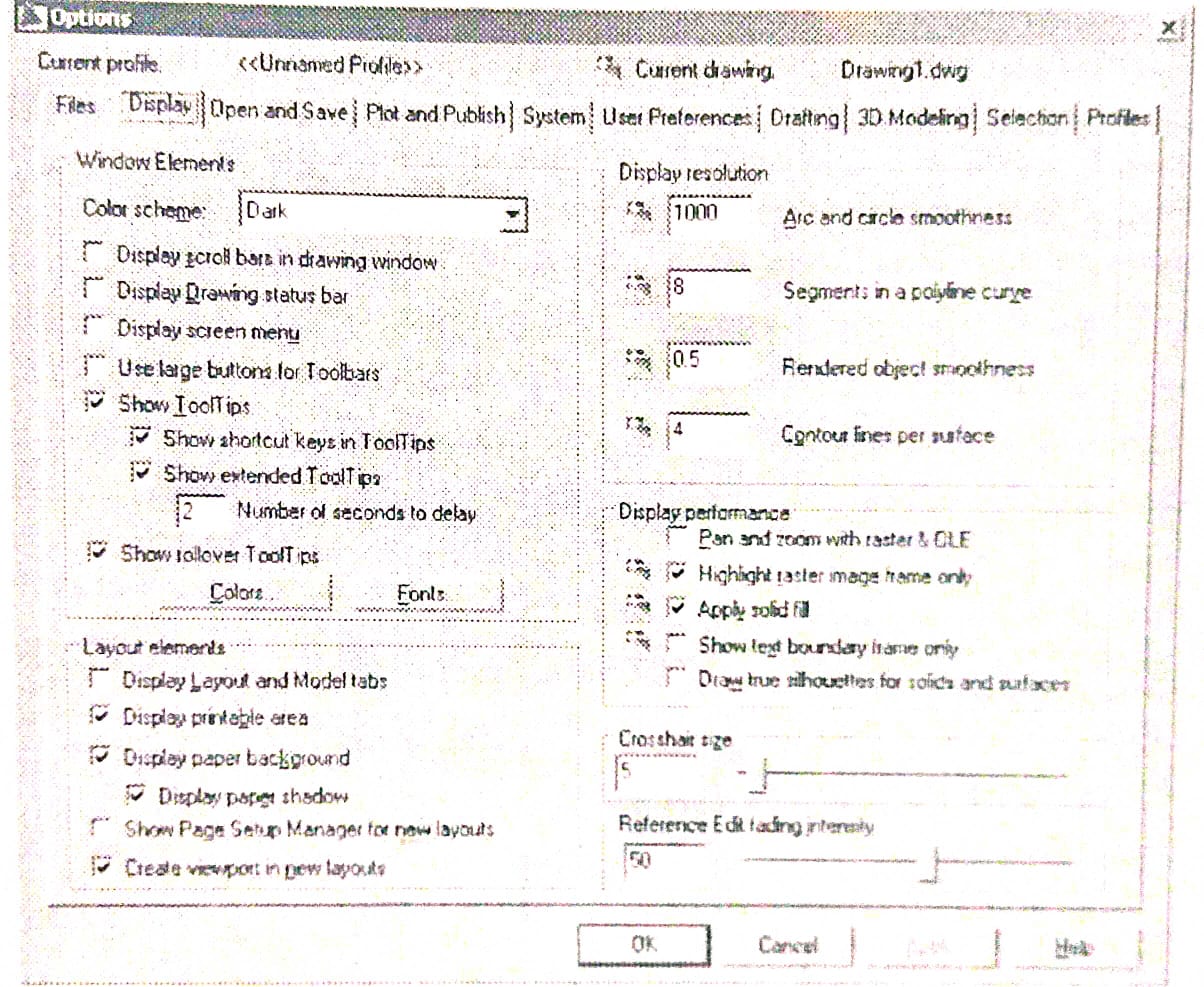 Options
Current profile: <<Unnamed Profile>> Current drawing: Drawing1.dwg
Files Display Open and Save Plot and Publish System User Preferences Drafting 3D Modeling Selection Profiles
Window Elements
Color scheme: Dark
Display scroll bars in drawing window
Display Drawing status bar
Display screen menu
Use large buttons for Toolbars
Show ToolTips
Show shortcut keys in ToolTips
Show extended ToolTips
2 Number of seconds to delay
Show rollover ToolTips
Colors... Fonts...
Layout elements
Display Layout and Model tabs
Display printable area
Display paper background
Display paper shadow
Show Page Setup Manager for new layouts
Create viewport in new layouts
Display resolution
1000 Arc and circle smoothness
8 Segments in a polyline curve
0.5 Rendered object smoothness
4 Contour lines per surface
Display performance
Pan and zoom with raster & OLE
Highlight raster image frame only
Apply solid fill
Show text boundary frame only
Draw true silhouettes for solids and surfaces
Crosshair size
5
Reference Edit fading intensity
50
OK Cancel Help